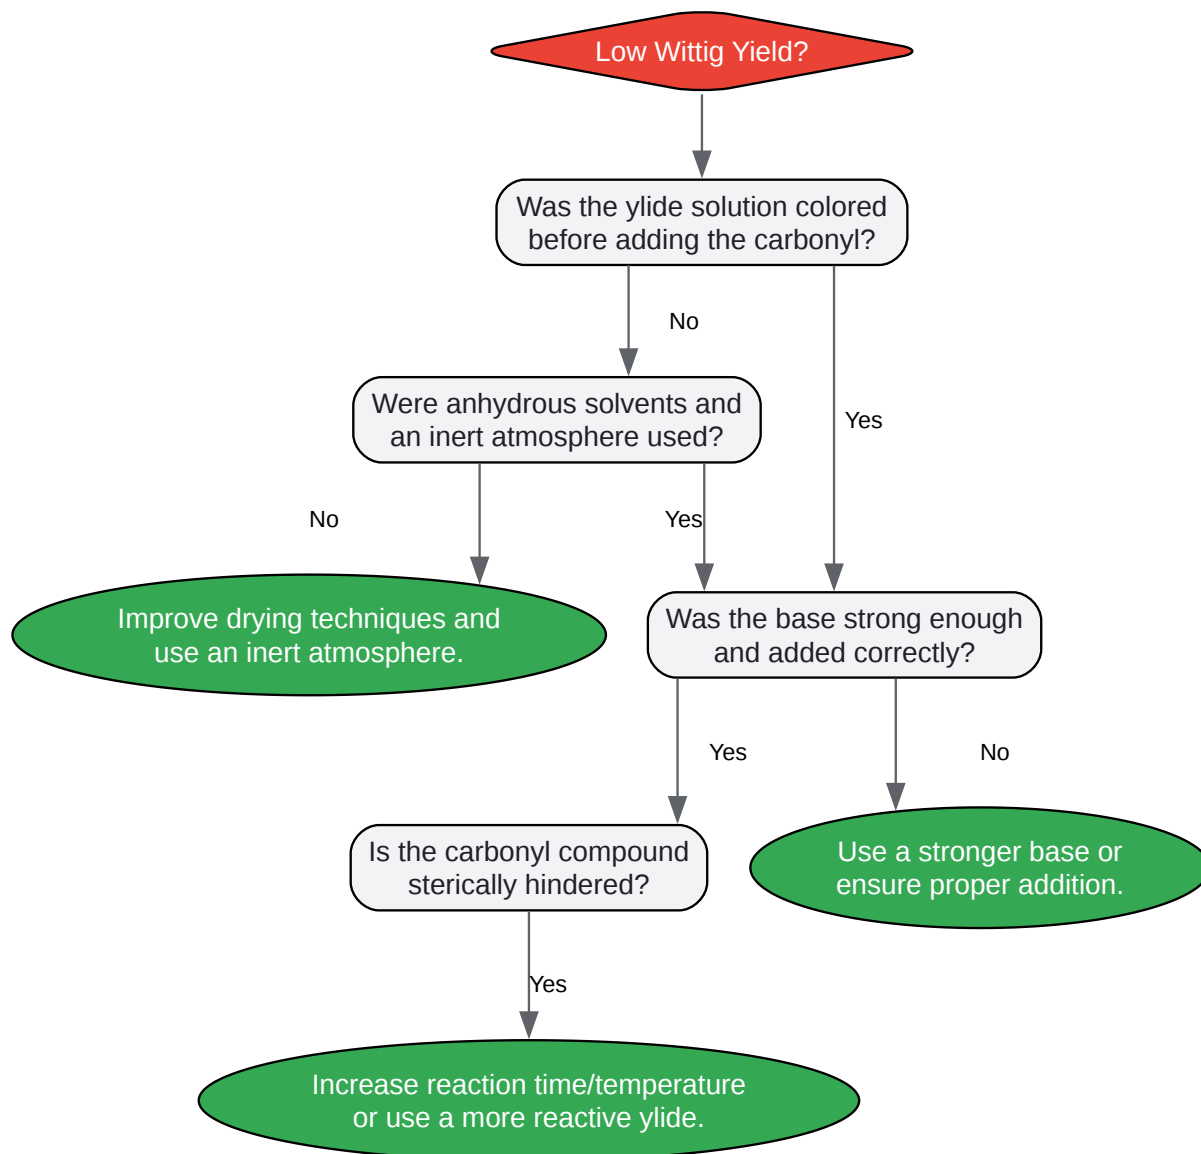 Low Wittig Yield?
Was the ylide solution colored
before adding the carbonyl?
No
Were anhydrous solvents and
an inert atmosphere used?
Yes
No
Yes
Improve drying techniques and
use an inert atmosphere.
Was the base strong enough
and added correctly?
Yes
No
Is the carbonyl compound
sterically hindered?
Use a stronger base or
ensure proper addition.
Yes
Increase reaction time/temperature
or use a more reactive ylide.